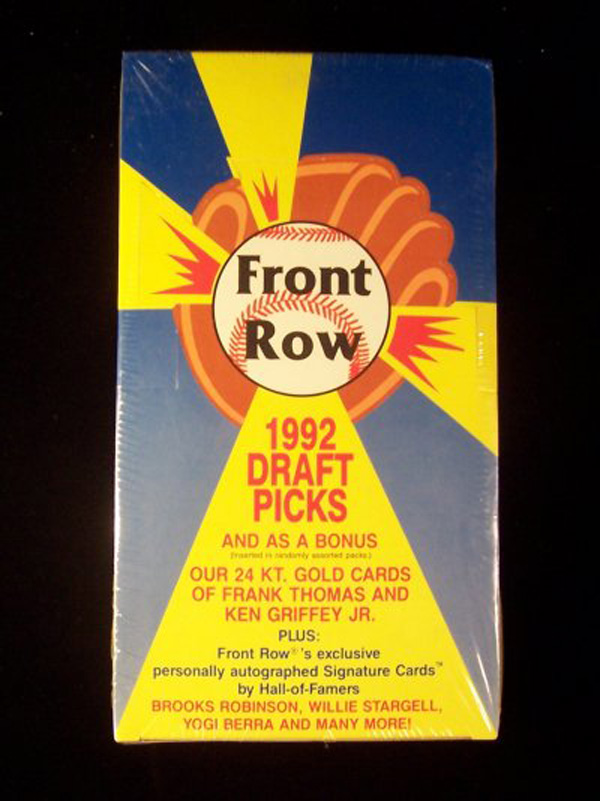 Front
Row
1992
DRAFT
PICKS
AND AS A BONUS
(Inserted in randomly assorted packs.)
OUR 24 KT. GOLD CARDS
OF FRANK THOMAS AND
KEN GRIFFEY JR.
PLUS:
Front Row®'s exclusive
personally autographed Signature Cards™
by Hall-of-Famers
BROOKS ROBINSON, WILLIE STARGELL,
YOGI BERRA AND MANY MORE!